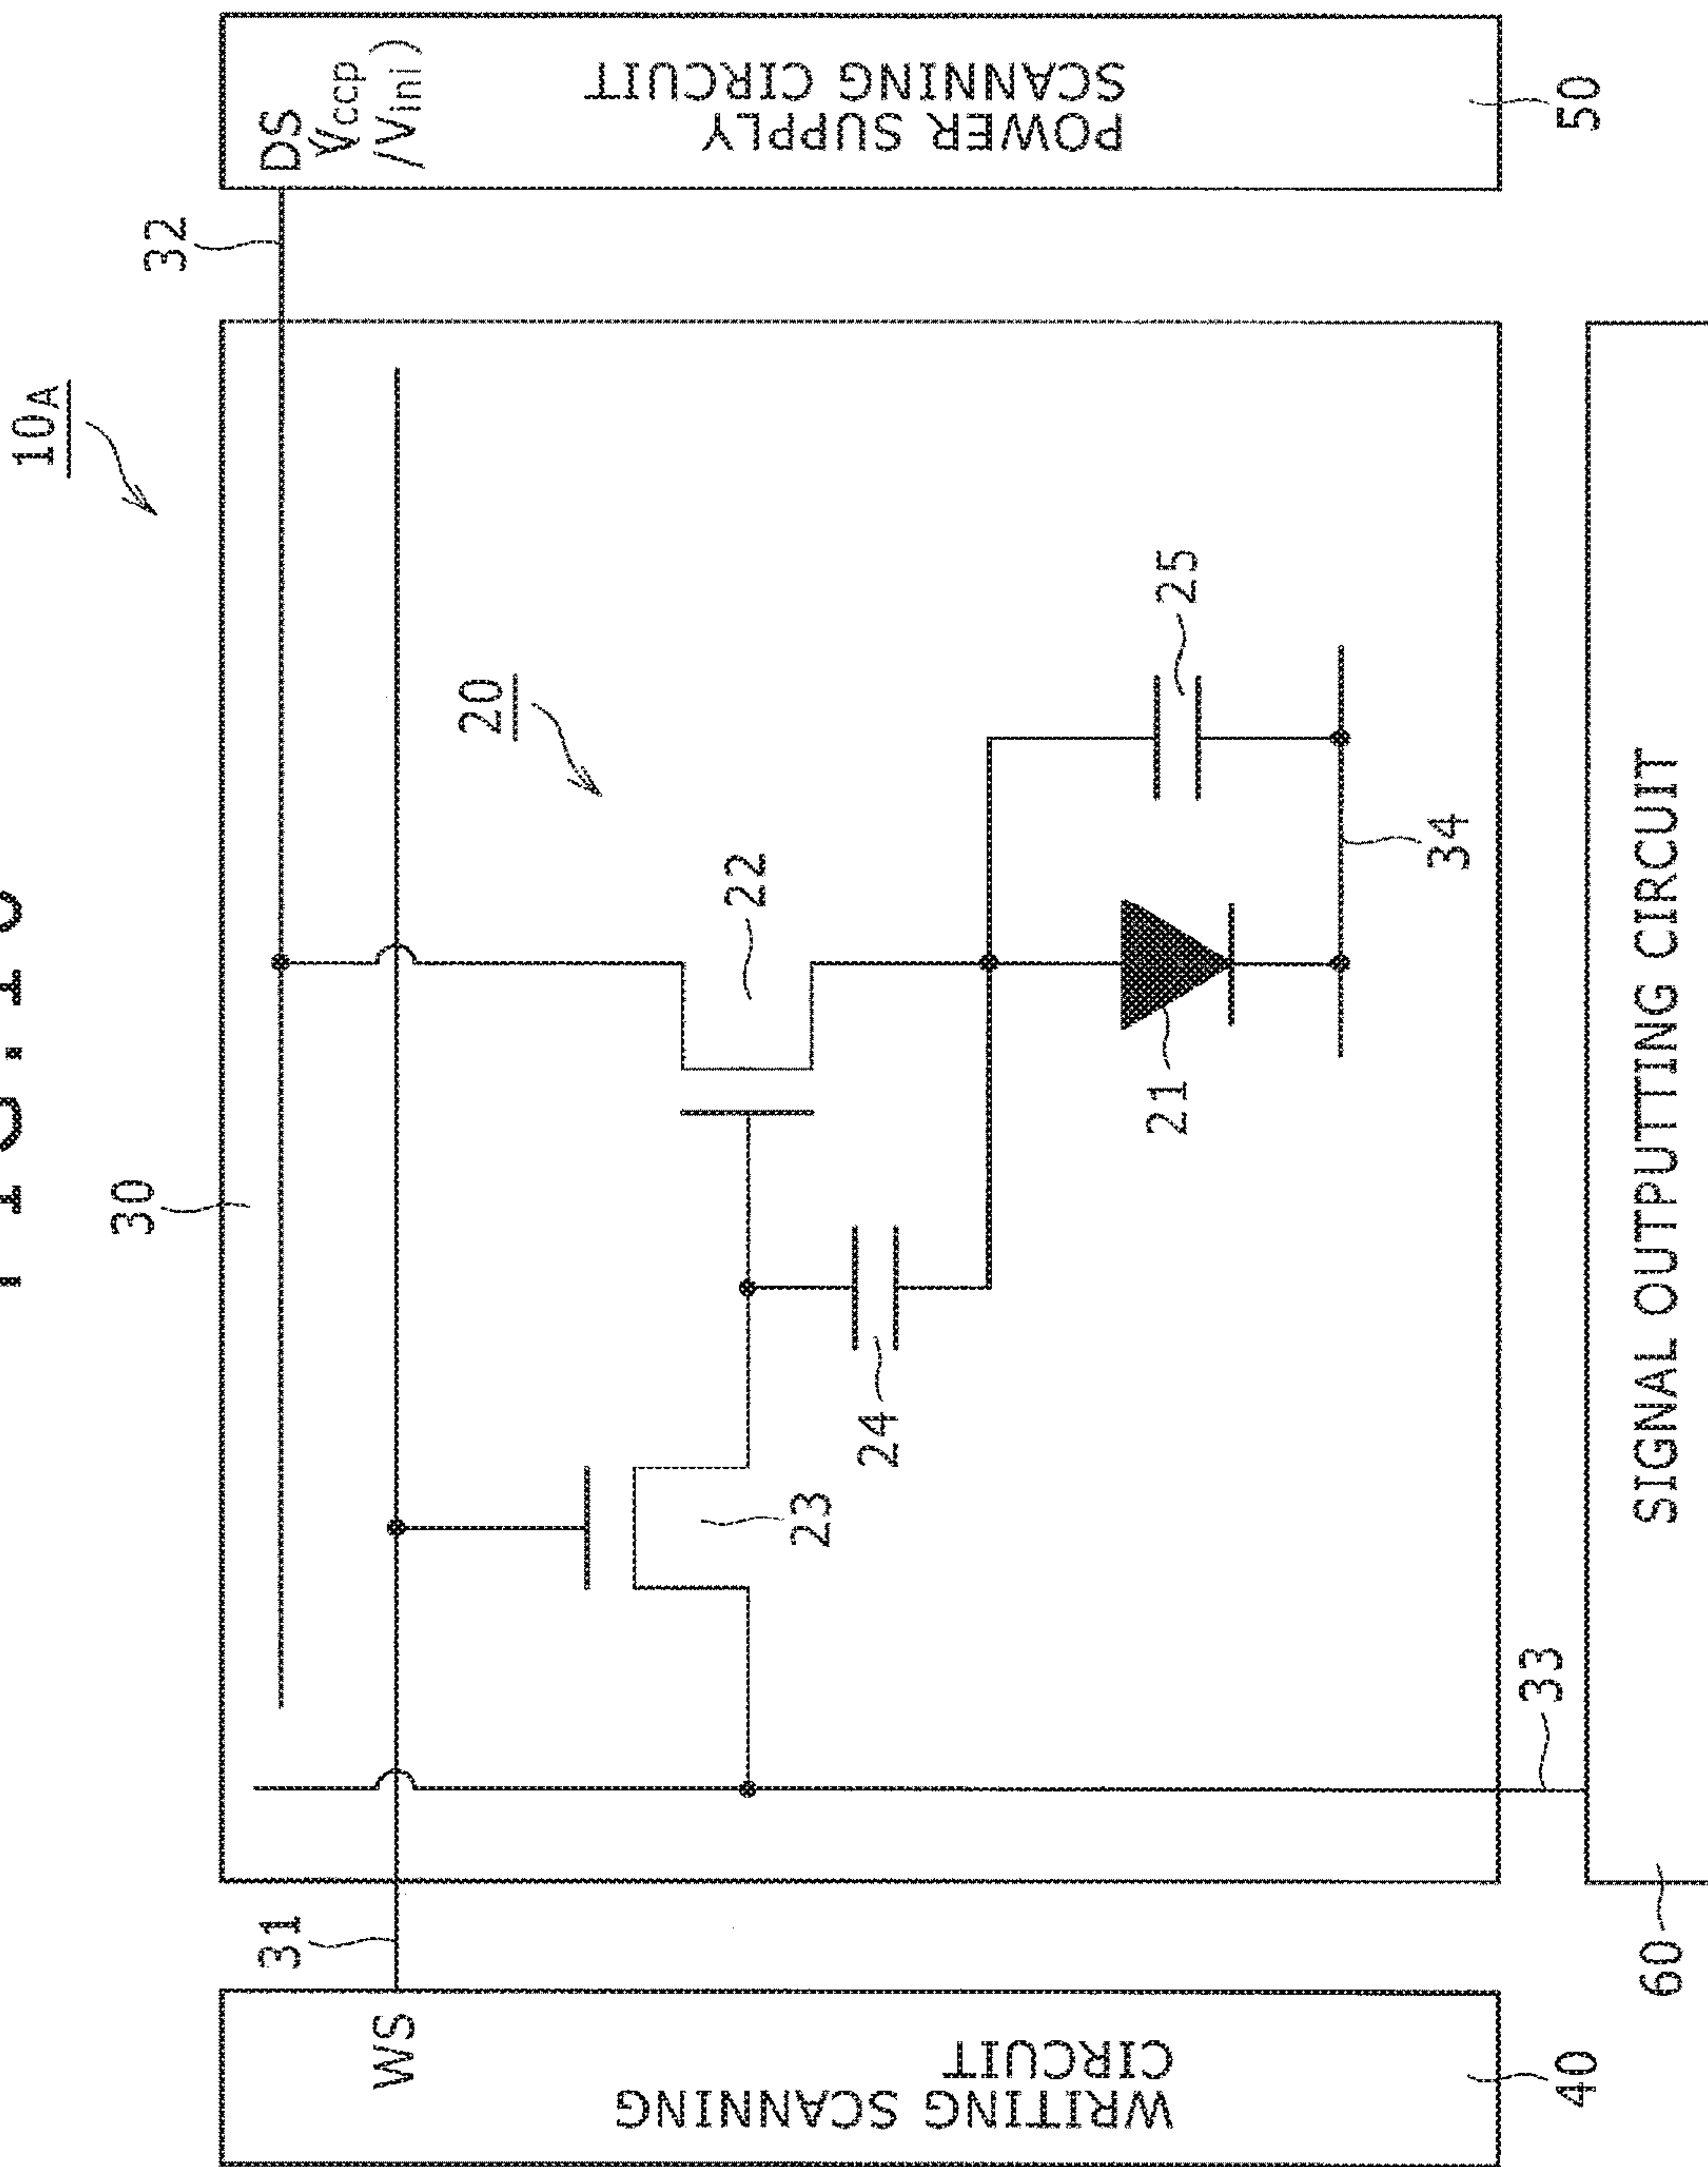 10A
30
32
31
WS
DS
(Vccp
/Vini)
20
22
23
24
25
21
34
33
WRITING SCANNING
CIRCUIT
POWER SUPPLY
SCANNING CIRCUIT
40
50
60
SIGNAL OUTPUTTING CIRCUIT